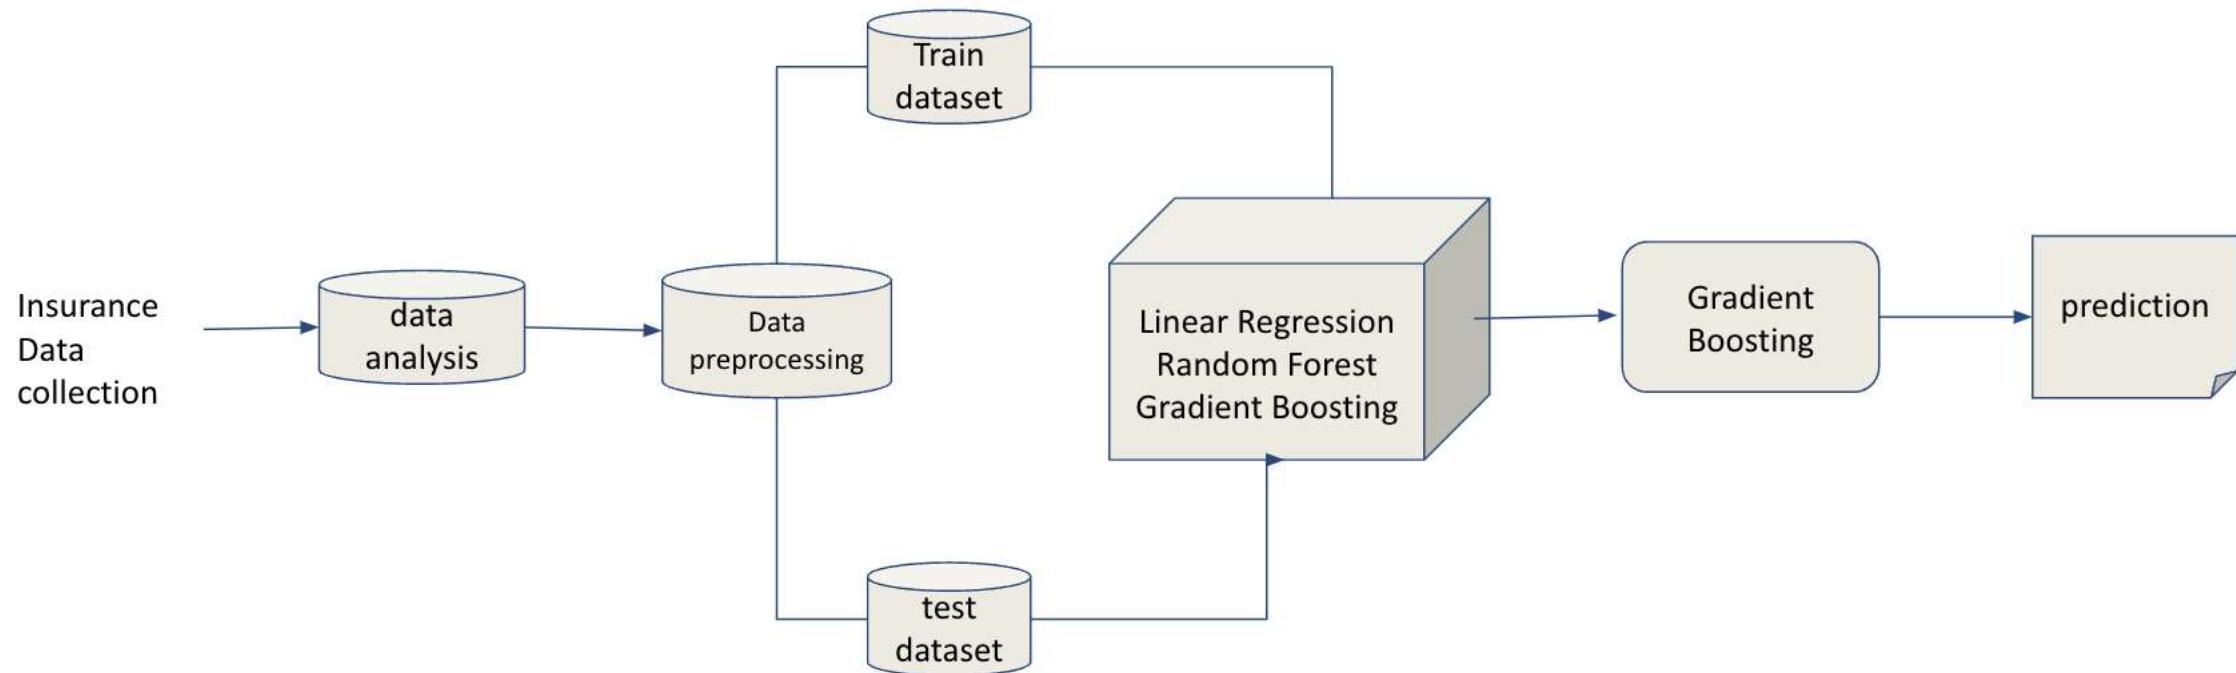 Insurance
Data
collection
data
analysis
Data
preprocessing
Train
dataset
test
dataset
Linear Regression
Random Forest
Gradient Boosting
Gradient
Boosting
prediction